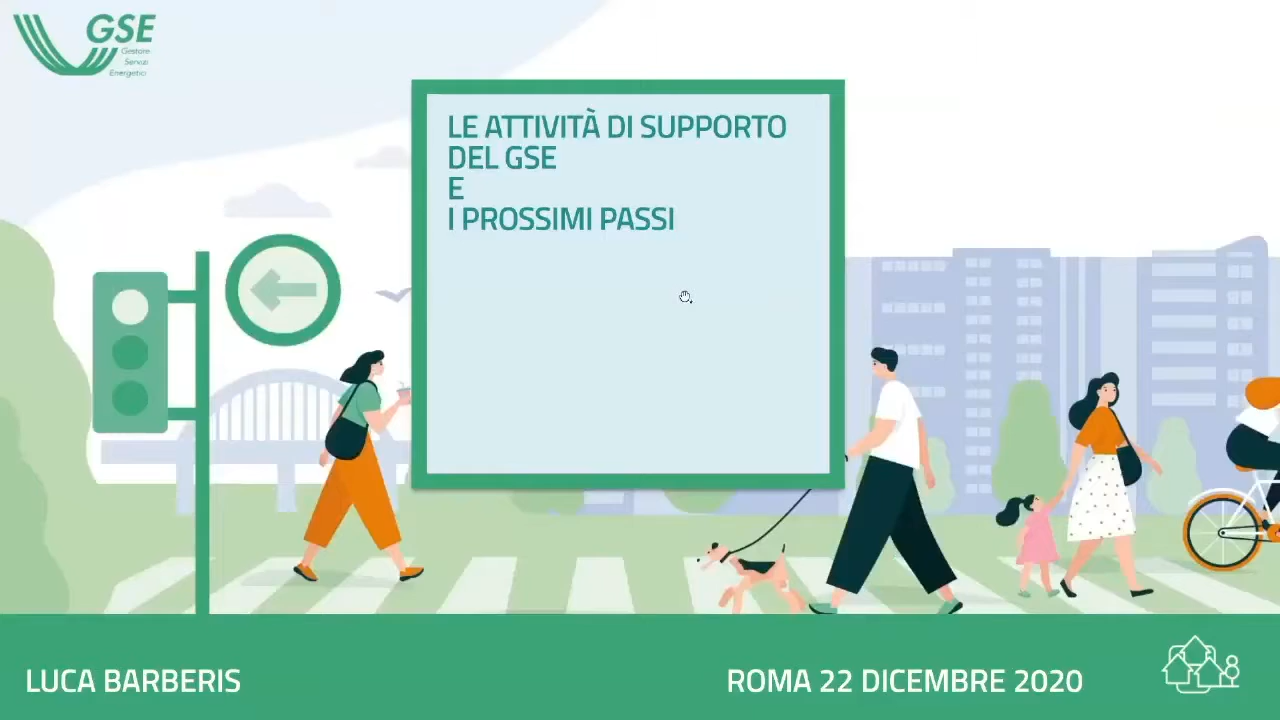 GSE
Gestore
Servizi
Energetici
LE ATTIVITÀ DI SUPPORTO
DEL GSE
E
I PROSSIMI PASSI
LUCA BARBERIS
ROMA 22 DICEMBRE 2020